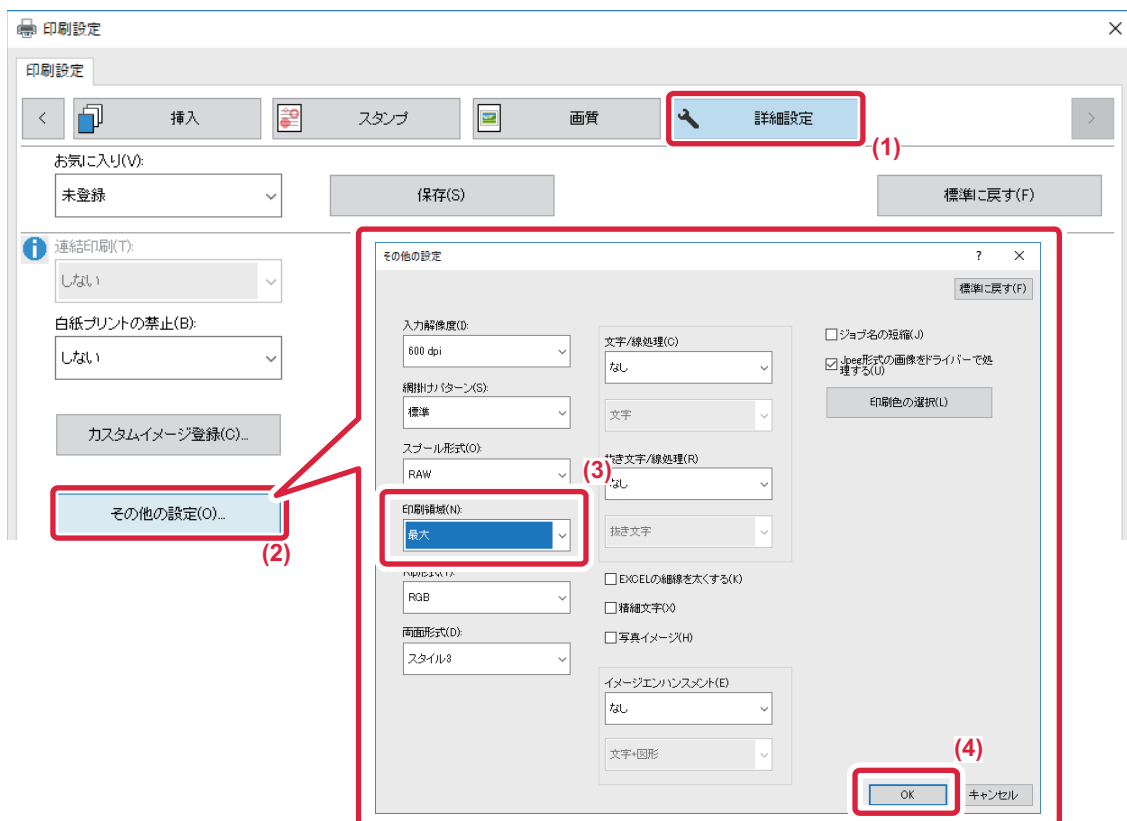 印刷設定
印刷設定
挿入
スタンプ
画質
詳細設定
(1)
お気に入り(V):
未登録
保存(S)
標準に戻す(F)
連結印刷(T):
しない
白紙プリントの禁止(B):
しない
カスタムイメージ登録(C)...
その他の設定(O)...
(2)
その他の設定
標準に戻す(F)
入力解像度(I):
600 dpi
網掛けパターン(S):
標準
スプール形式(O):
RAW
(3)
印刷領域(N):
最大
RGB
両面形式(D):
スタイル3
文字/線処理(C)
なし
文字
抜き文字/線処理(R)
なし
抜き文字
EXCELの細線を太くする(K)
精細文字(X)
写真イメージ(H)
イメージエンハンスメント(E)
なし
文字+図形
ジョブ名の短縮(J)
Jpeg形式の画像をドライバーで処
理する(U)
印刷色の選択(L)
(4)
OK
キャンセル